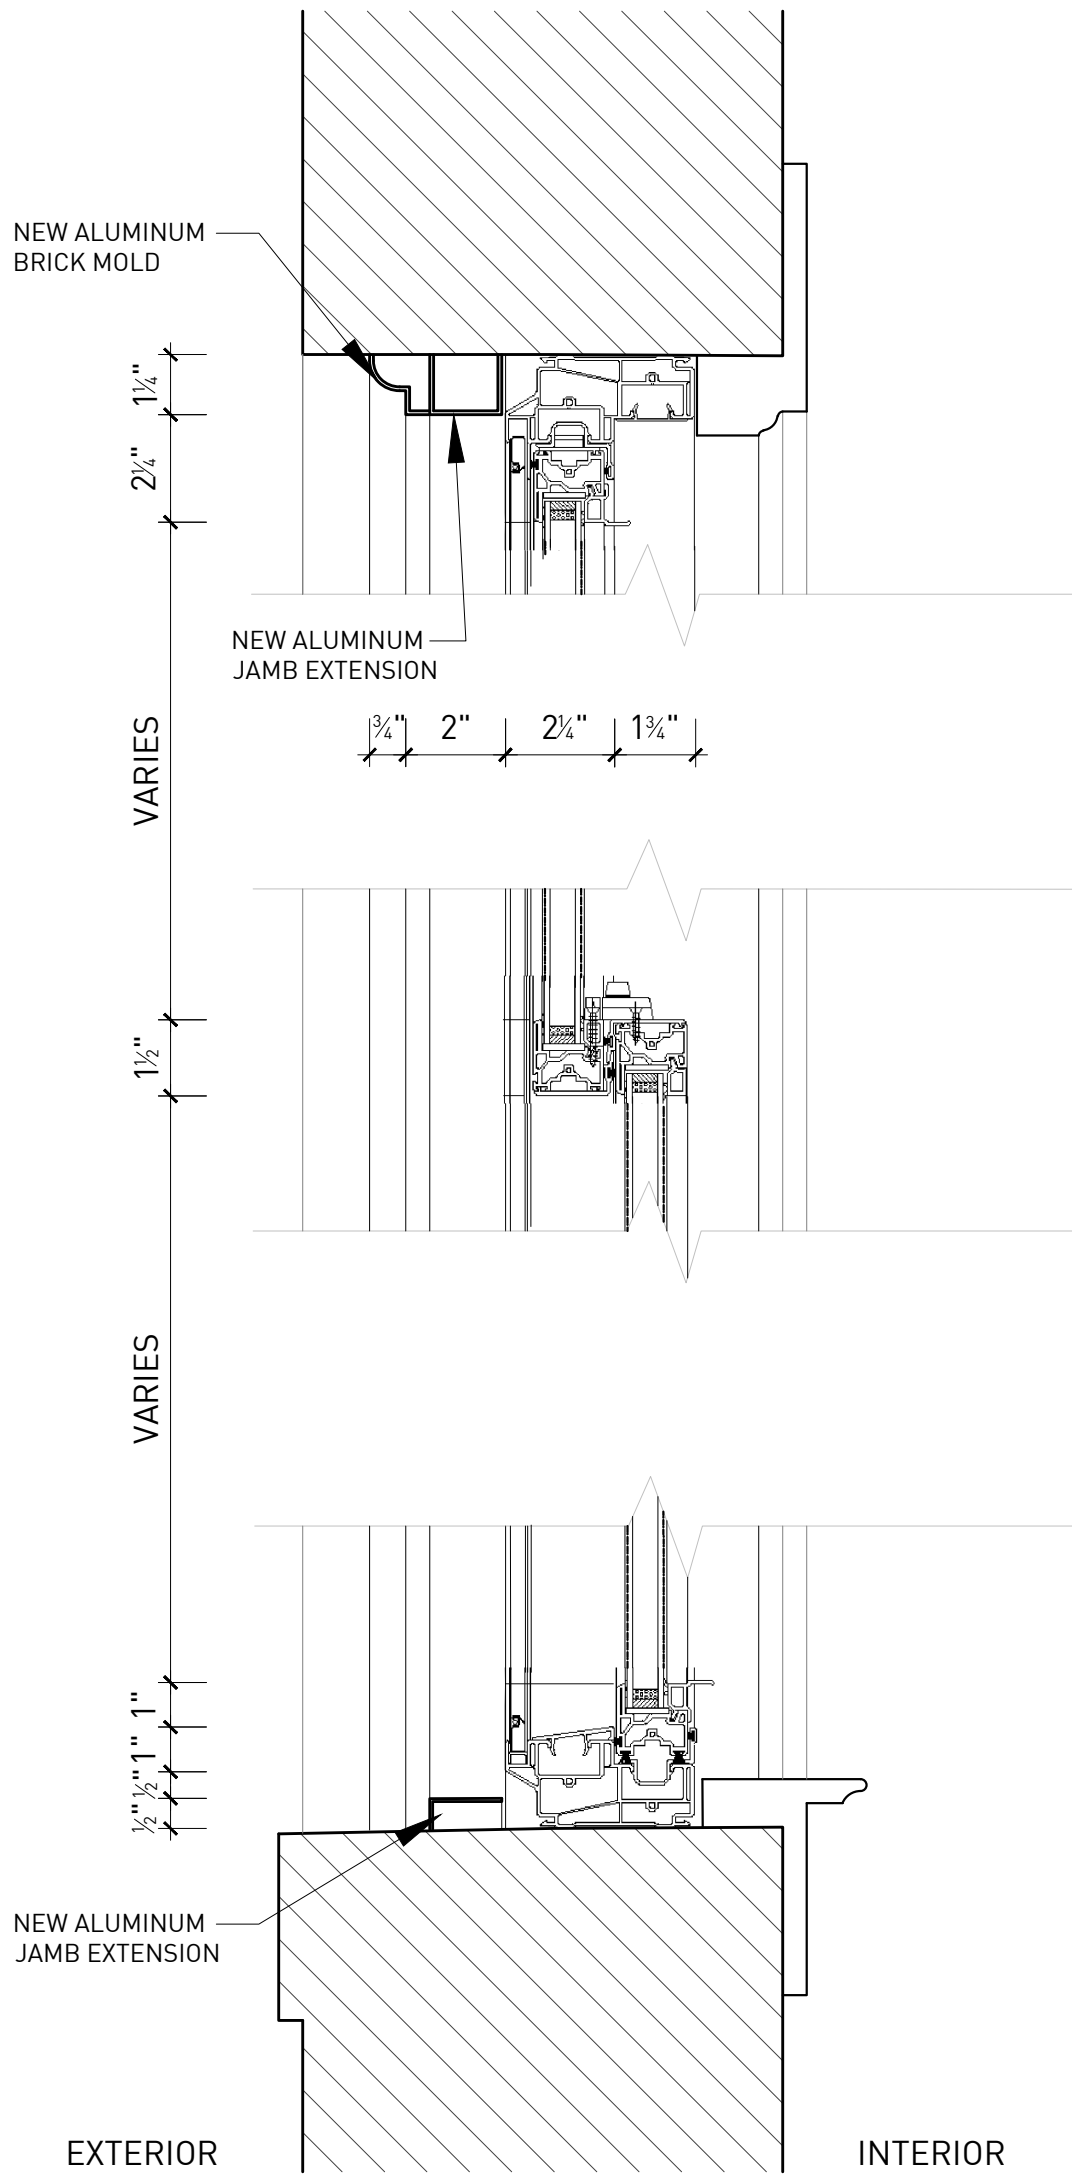 NEW ALUMINUM
BRICK MOLD
1¼"
2¼"
NEW ALUMINUM
JAMB EXTENSION
¾" 2" 2¼" 1¾"
VARIES
1½"
VARIES
1"
1"
½"
½"
NEW ALUMINUM
JAMB EXTENSION
EXTERIOR INTERIOR